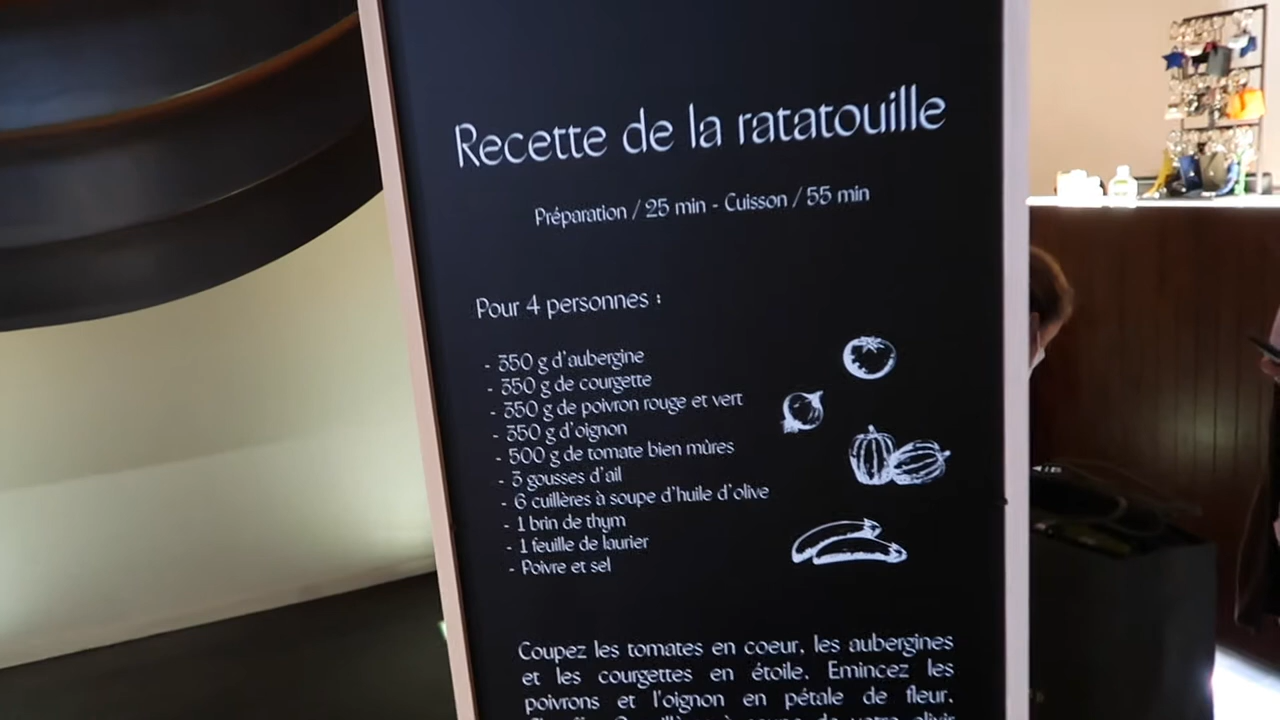 Recette de la ratatouille
Préparation / 25 min - Cuisson / 55 min
Pour 4 personnes :
- 350 g d'aubergine
- 350 g de courgette
- 350 g de poivron rouge et vert
- 350 g d'oignon
- 500 g de tomate bien mûres
- 3 gousses d'ail
- 6 cuillères à soupe d'huile d'olive
- 1 brin de thym
- 1 feuille de laurier
- Poivre et sel
Coupez les tomates en coeur, les aubergines
et les courgettes en étoile. Emincez les
poivrons et l'oignon en pétale de fleur.